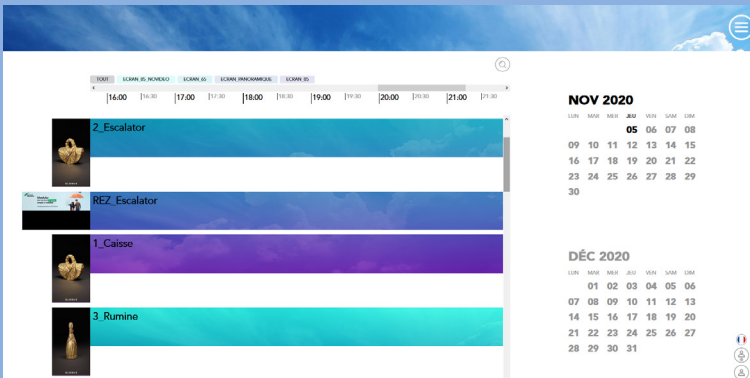 TOUT ECRAN_85_NOVIDEO ECRAN_65 ECRAN_PANORAMIQUE ECRAN_85
16:00 16:30 17:00 17:30 18:00 18:30 19:00 19:30 20:00 20:30 21:00 21:30
2_Escalator
REZ_Escalator
1_Caisse
3_Rumine
NOV 2020
LUN MAR MER JEU VEN SAM DIM
05 06 07 08
09 10 11 12 13 14 15
16 17 18 19 20 21 22
23 24 25 26 27 28 29
30
DÉC 2020
LUN MAR MER JEU VEN SAM DIM
01 02 03 04 05 06
07 08 09 10 11 12 13
14 15 16 17 18 19 20
21 22 23 24 25 26 27
28 29 30 31